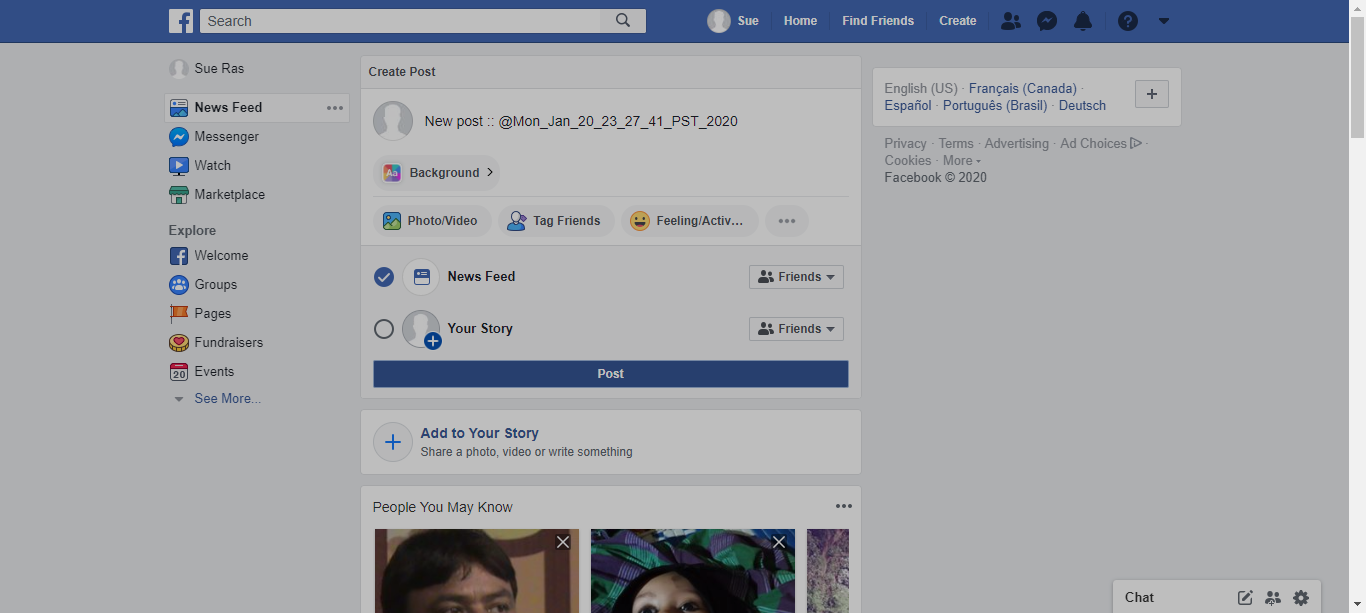 Search
Sue
Home
Find Friends
Create
Sue Ras
News Feed
Messenger
Watch
Marketplace
Explore
Welcome
Groups
Pages
Fundraisers
20
Events
See More...
Create Post
New post :: @Mon_Jan_20_23_27_41_PST_2020
Aa Background
Photo/Video
Tag Friends
Feeling/Activ...
News Feed
Friends
Your Story
Friends
Post
Add to Your Story
Share a photo, video or write something
People You May Know
English (US) · Français (Canada) ·
Español · Português (Brasil) · Deutsch
Privacy · Terms · Advertising · Ad Choices ·
Cookies · More
Facebook © 2020
Chat